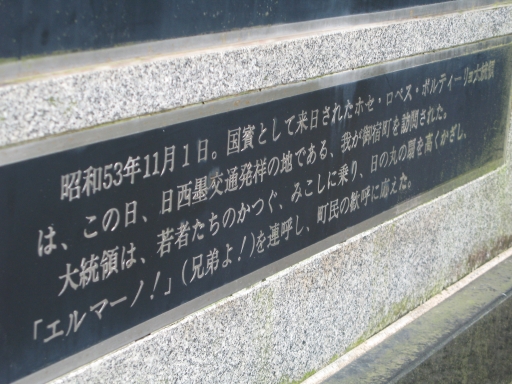 昭和53年11月1日。国賓として来日されたホセ・ロペス・ポルティーリョ大統領
は、この日、日西墨交通発祥の地である、我が御宿町を訪問された。
大統領は、若者たちのかつぐ、みこしに乗り、日の丸の扇を高くかざし、
「エルマーノ!」(兄弟よ!)を連呼し、町民の歓呼に応えた。